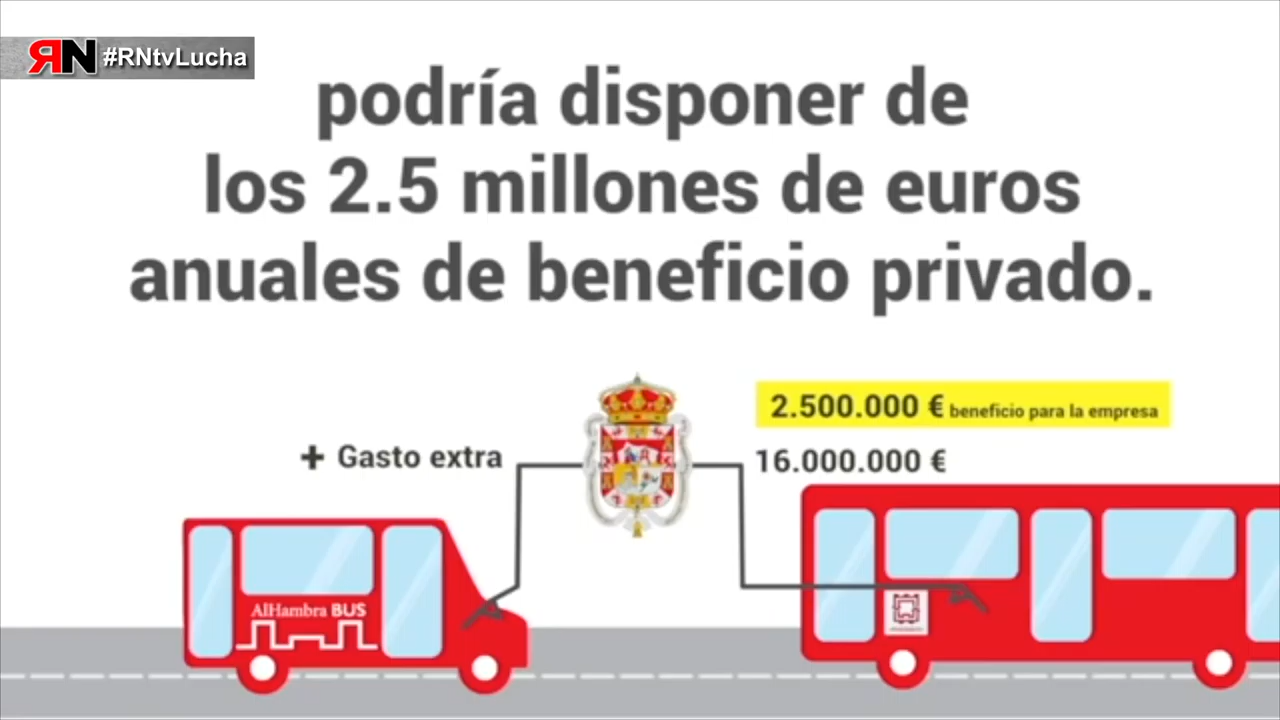 ЯN #RNtvLucha
podría disponer de
los 2.5 millones de euros
anuales de beneficio privado.
2.500.000 € beneficio para la empresa
+ Gasto extra
16.000.000 €
AlHambra BUS